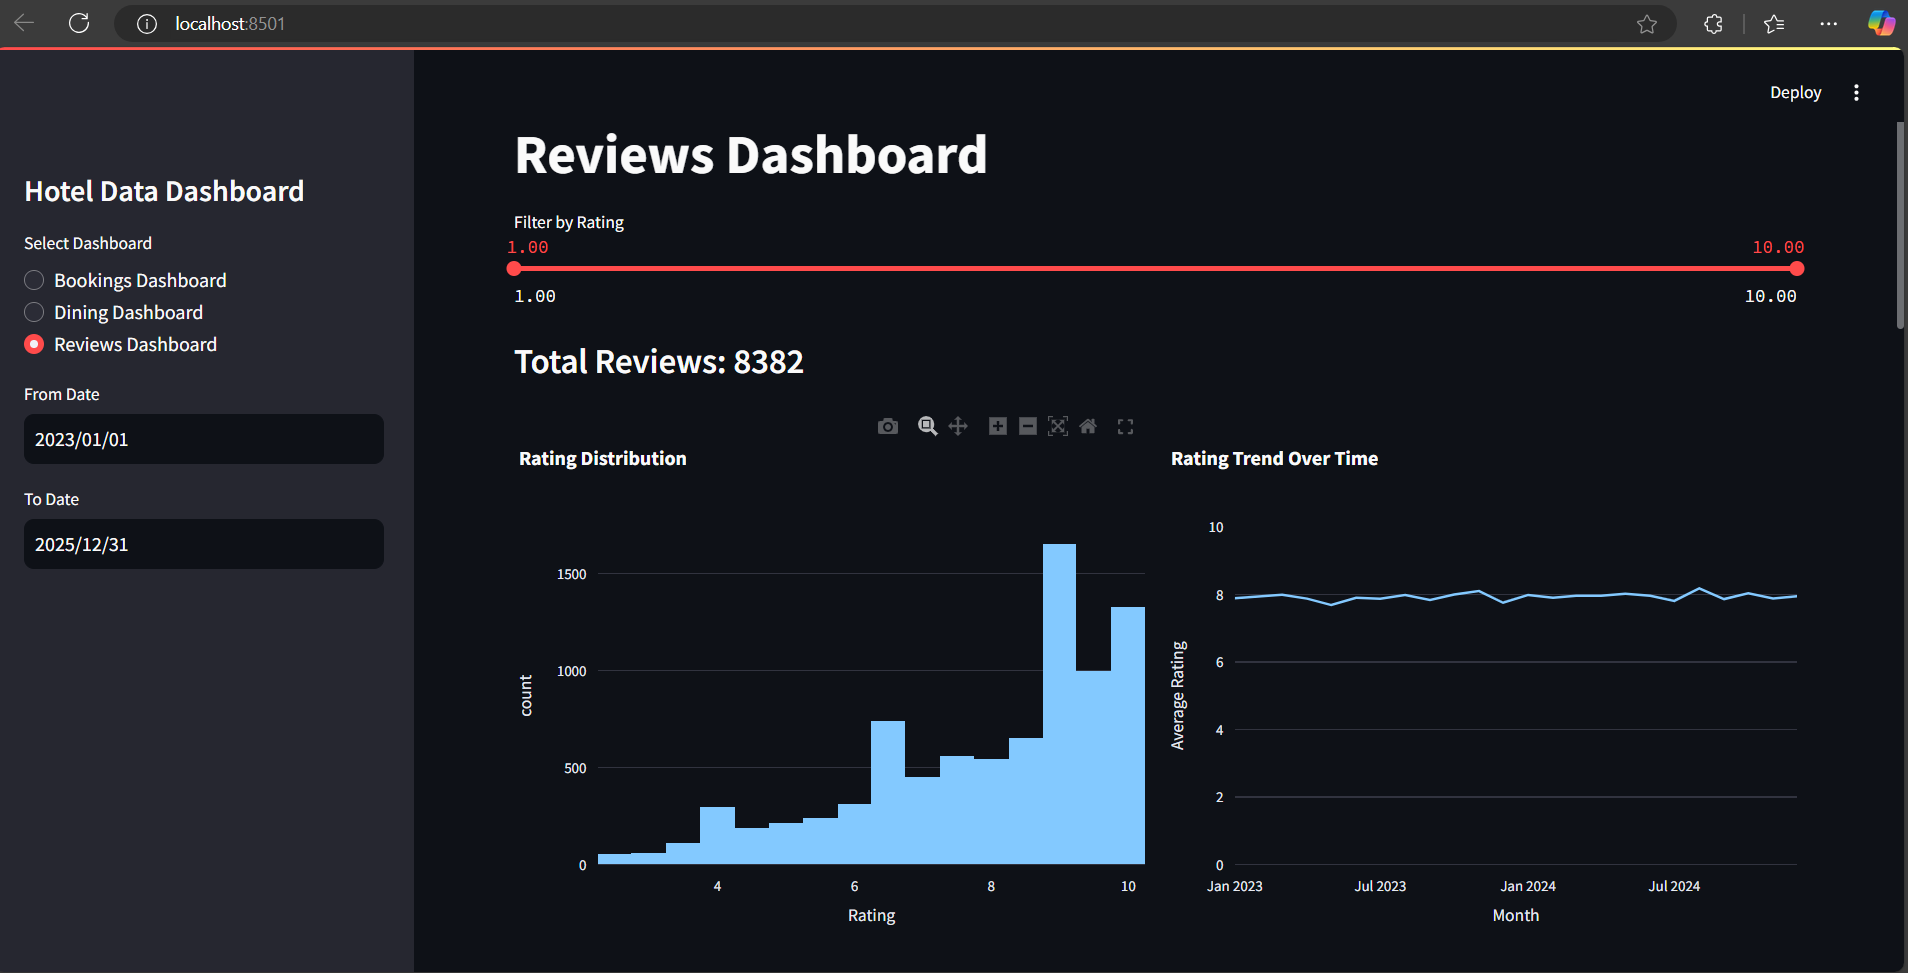 localhost:8501
Deploy
Hotel Data Dashboard
Select Dashboard
Bookings Dashboard
Dining Dashboard
Reviews Dashboard
From Date
2023/01/01
To Date
2025/12/31
Reviews Dashboard
Filter by Rating
1.00 10.00
1.00 10.00
Total Reviews: 8382
Rating Distribution
1500
1000
500
0
count
4 6 8 10
Rating
Rating Trend Over Time
10
8
6
4
2
0
Average Rating
Jan 2023 Jul 2023 Jan 2024 Jul 2024
Month